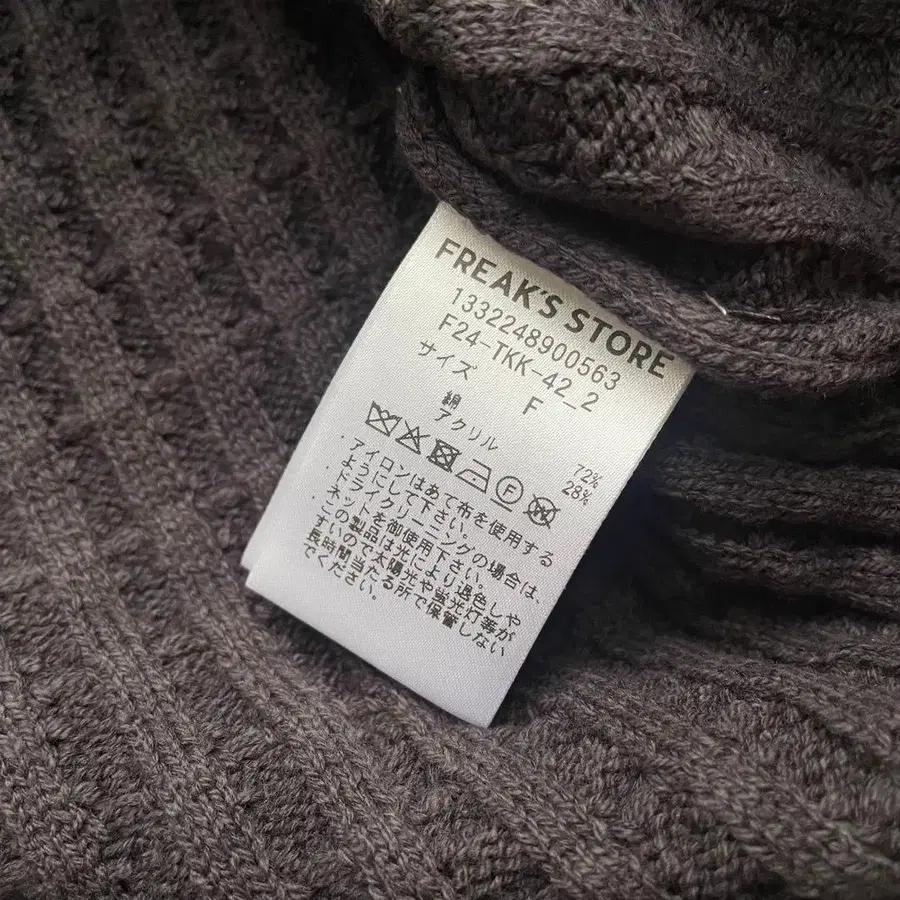 FREAK'S STORE
1332248900563
F24-TKK-42_2
サイズ F
綿 72%
アクリル 28%
F W
・アイロンはあて布を使用する
ようにして下さい。
・ドライクリーニングの場合は、
ネットを御使用下さい。
・この製品は光により退色しや
すいので太陽光や蛍光灯等が
長時間当たる所で保管しない
でください。